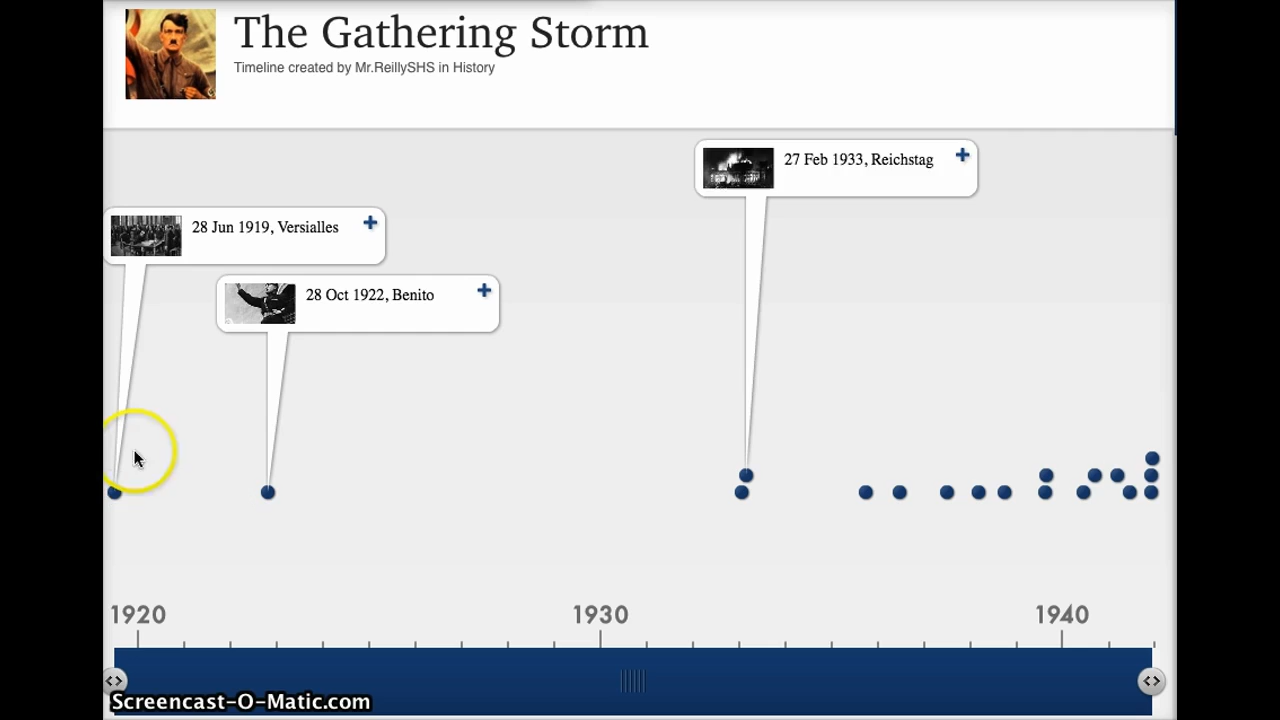 The Gathering Storm
Timeline created by Mr.ReillySHS in History
27 Feb 1933, Reichstag
28 Jun 1919, Versialles
28 Oct 1922, Benito
1920
1930
1940
Screencast-O-Matic.com